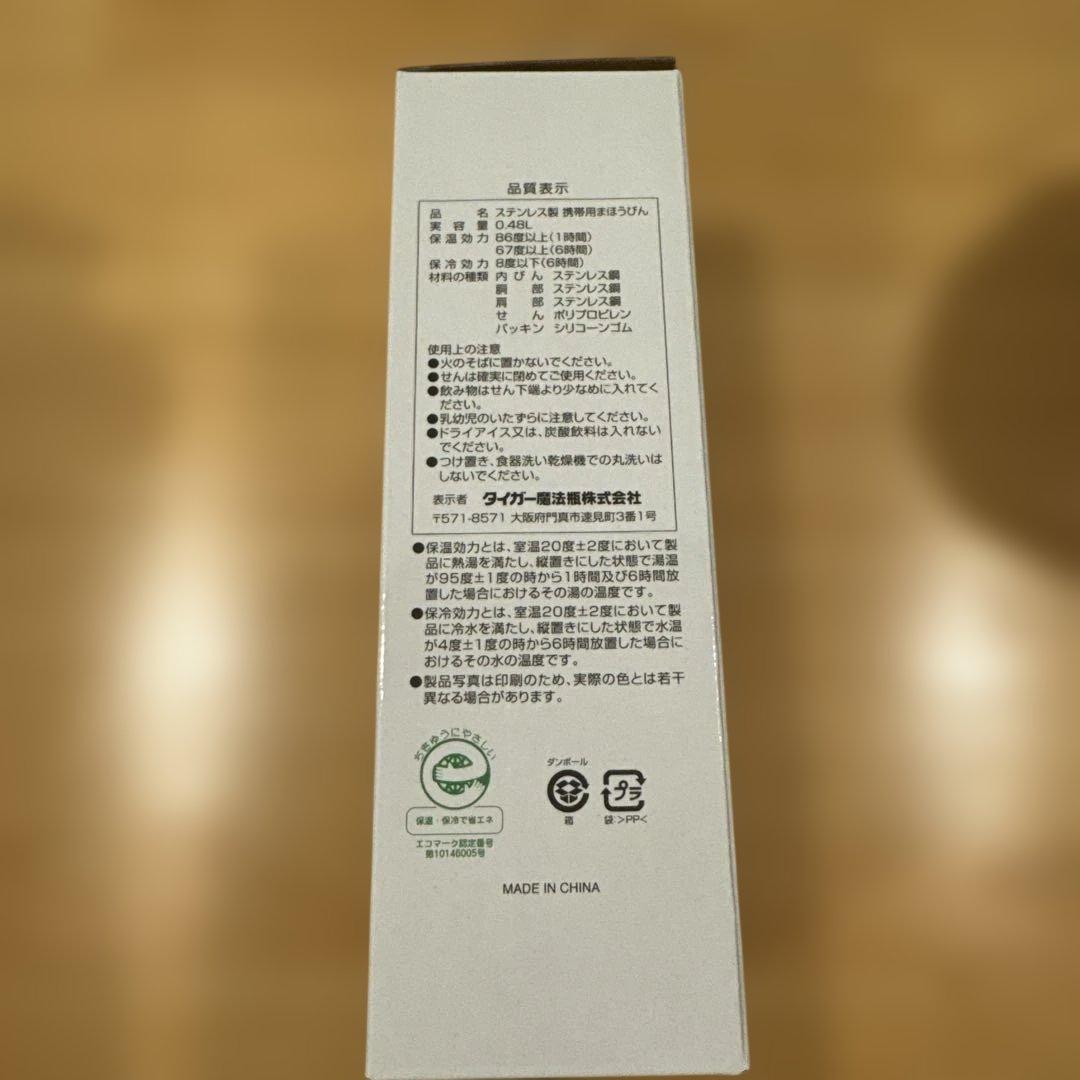 品質表示
品名 ステンレス製 携帯用まほうびん
実容量 0.48L
保温効力 86度以上(1時間)
67度以上(6時間)
保冷効力 8度以下(6時間)
材料の種類 内びん ステンレス鋼
胴部 ステンレス鋼
肩部 ステンレス鋼
せん ポリプロピレン
パッキン シリコーンゴム
使用上の注意
●火のそばに置かないでください。
●せんは確実に閉めてご使用ください。
●飲み物はせん下端より少なめに入れてく
ださい。
●乳幼児のいたずらに注意してください。
●ドライアイス又は、炭酸飲料は入れない
でください。
●つけ置き、食器洗い乾燥機での丸洗いは
しないでください。
表示者 タイガー魔法瓶株式会社
〒571-8571 大阪府門真市速見町3番1号
●保温効力とは、室温20度±2度において製
品に熱湯を満たし、縦置きにした状態で湯温
が95度±1度の時から1時間及び6時間放
置した場合におけるその湯の温度です。
●保冷効力とは、室温20度±2度において製
品に冷水を満たし、縦置きにした状態で水温
が4度±1度の時から6時間放置した場合に
おけるその水の温度です。
●製品写真は印刷のため、実際の色とは若干
異なる場合があります。
ちきゅうにやさしい
保温・保冷で省エネ
エコマーク認定番号
第10146005号
ダンボール
箱
プラ
袋:>PP<
MADE IN CHINA